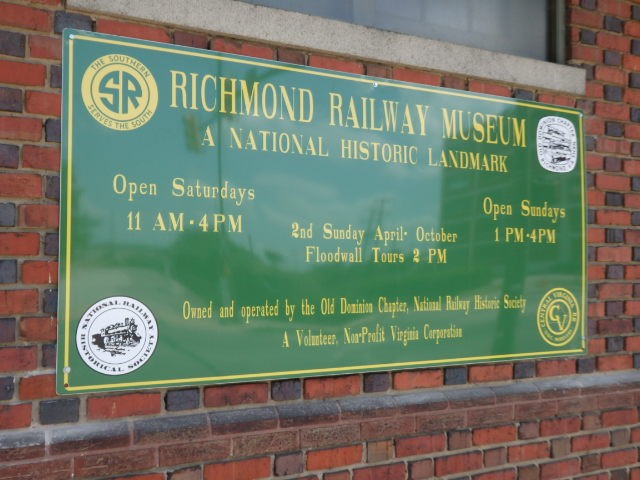 THE SOUTHERN
SR
SERVES THE SOUTH
RICHMOND RAILWAY MUSEUM
A NATIONAL HISTORIC LANDMARK
Open Saturdays
11 AM-4PM
2nd Sunday April- October
Floodwall Tours 2 PM
Open Sundays
1 PM-4PM
Owned and operated by the Old Dominion Chapter, National Railway Historic Society
A Volunteer, Non-Profit Virginia Corporation
NATIONAL RAILWAY
HISTORICAL SOCIETY
CENTRAL VIRGINIA
CV